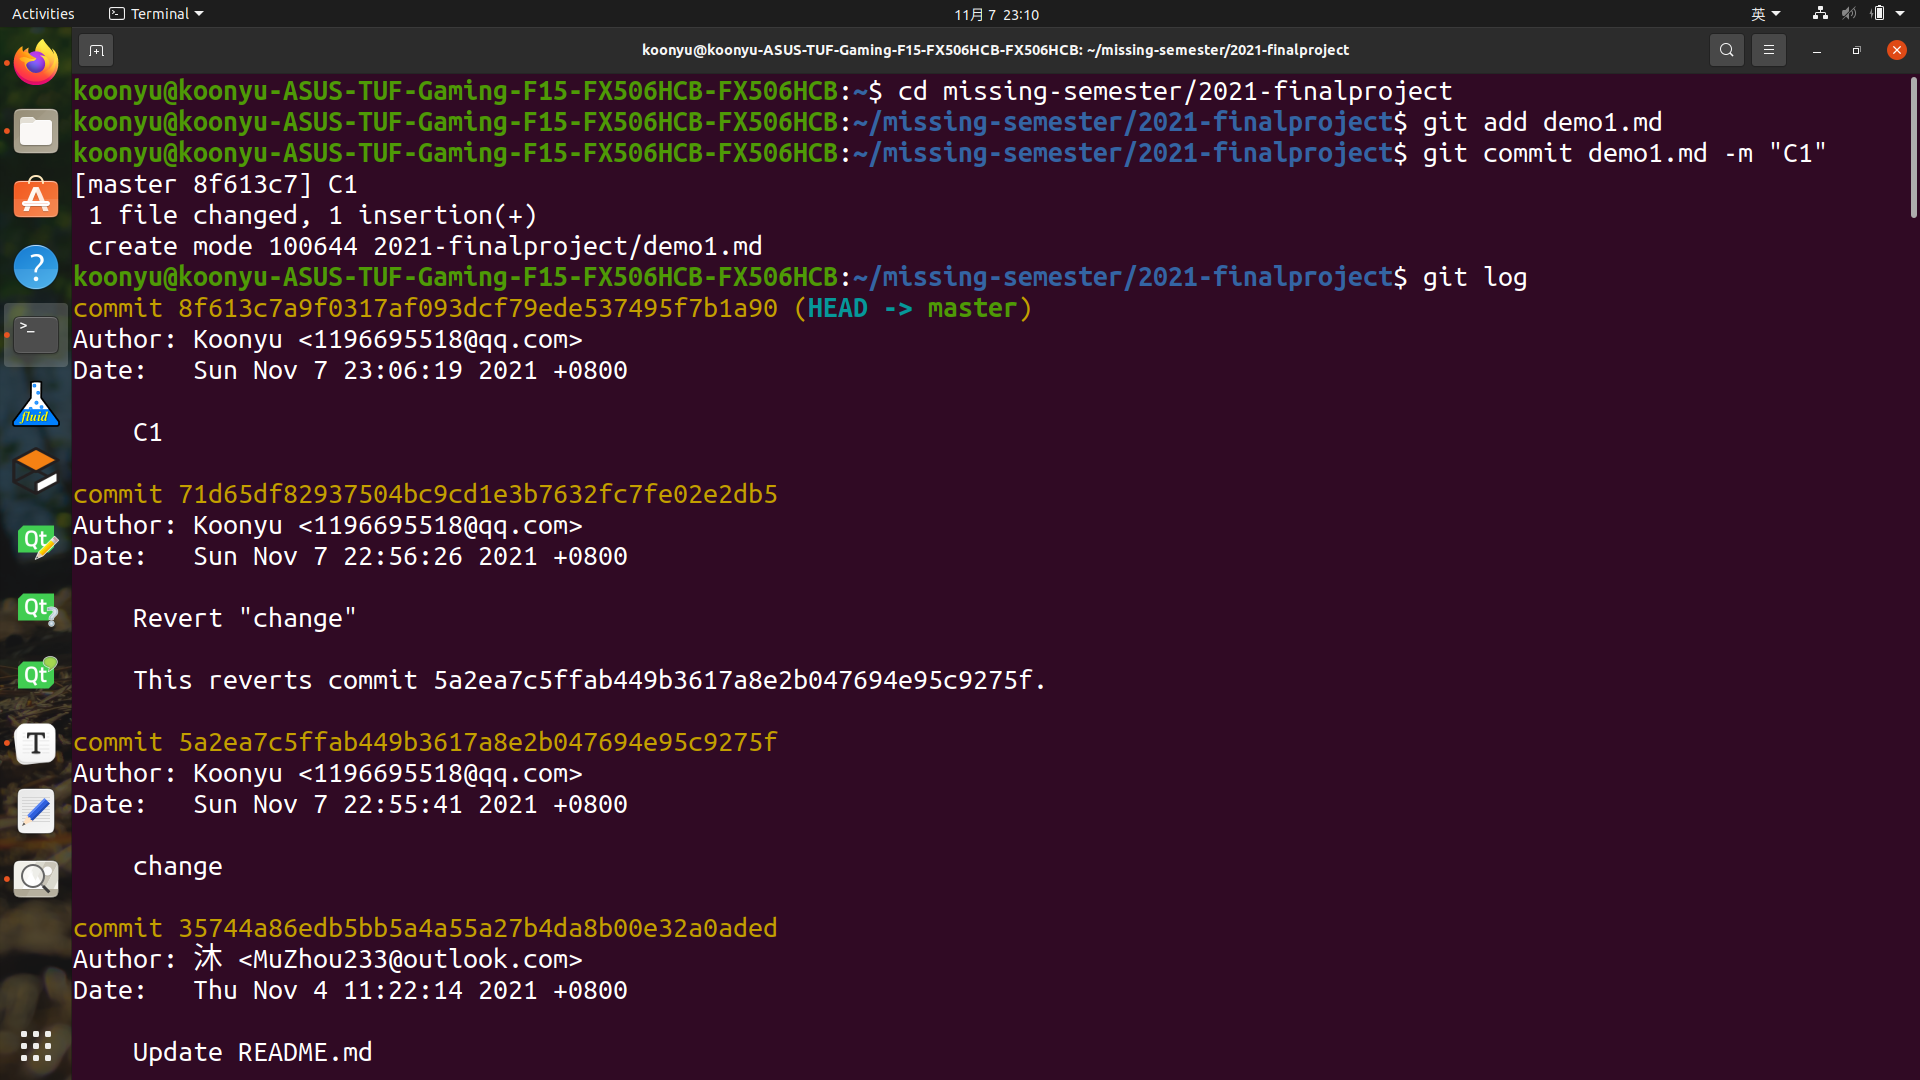 Activities
Terminal
11月 7 23:10
英
koonyu@koonyu-ASUS-TUF-Gaming-F15-FX506HCB-FX506HCB: ~/missing-semester/2021-finalproject
koonyu@koonyu-ASUS-TUF-Gaming-F15-FX506HCB-FX506HCB:~$ cd missing-semester/2021-finalproject
koonyu@koonyu-ASUS-TUF-Gaming-F15-FX506HCB-FX506HCB:~/missing-semester/2021-finalproject$ git add demo1.md
koonyu@koonyu-ASUS-TUF-Gaming-F15-FX506HCB-FX506HCB:~/missing-semester/2021-finalproject$ git commit demo1.md -m "C1"
[master 8f613c7] C1
 1 file changed, 1 insertion(+)
 create mode 100644 2021-finalproject/demo1.md
koonyu@koonyu-ASUS-TUF-Gaming-F15-FX506HCB-FX506HCB:~/missing-semester/2021-finalproject$ git log
commit 8f613c7a9f0317af093dcf79ede537495f7b1a90 (HEAD -> master)
Author: Koonyu <1196695518@qq.com>
Date:   Sun Nov 7 23:06:19 2021 +0800
    C1
commit 71d65df82937504bc9cd1e3b7632fc7fe02e2db5
Author: Koonyu <1196695518@qq.com>
Date:   Sun Nov 7 22:56:26 2021 +0800
    Revert "change"
    This reverts commit 5a2ea7c5ffab449b3617a8e2b047694e95c9275f.
commit 5a2ea7c5ffab449b3617a8e2b047694e95c9275f
Author: Koonyu <1196695518@qq.com>
Date:   Sun Nov 7 22:55:41 2021 +0800
    change
commit 35744a86edb5bb5a4a55a27b4da8b00e32a0aded
Author: 沐 <MuZhou233@outlook.com>
Date:   Thu Nov 4 11:22:14 2021 +0800
    Update README.md
fluid
Qt
Qt
Qt
T